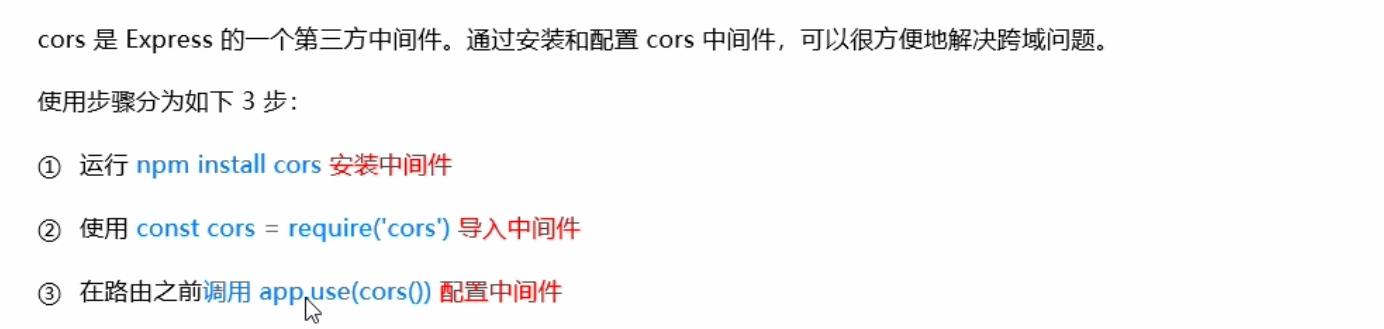 cors 是 Express 的一个第三方中间件。通过安装和配置 cors 中间件，可以很方便地解决跨域问题。
使用步骤分为如下 3 步：
① 运行 npm install cors 安装中间件
② 使用 const cors = require('cors') 导入中间件
③ 在路由之前调用 app.use(cors()) 配置中间件